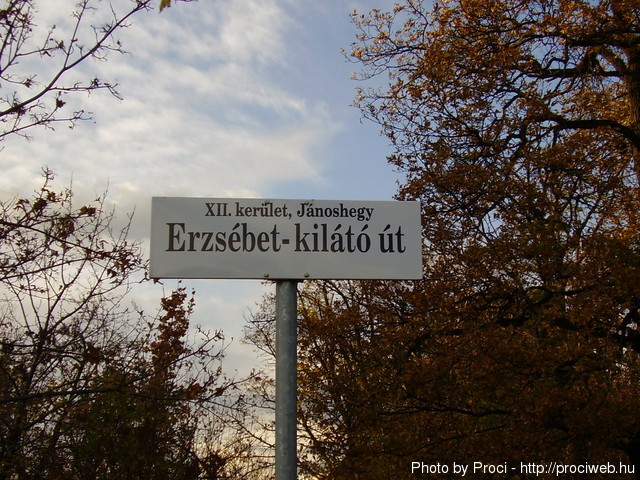 XII. kerület, Jánoshegy
Erzsébet-kilátó út
Photo by Proci - http://prociweb.hu